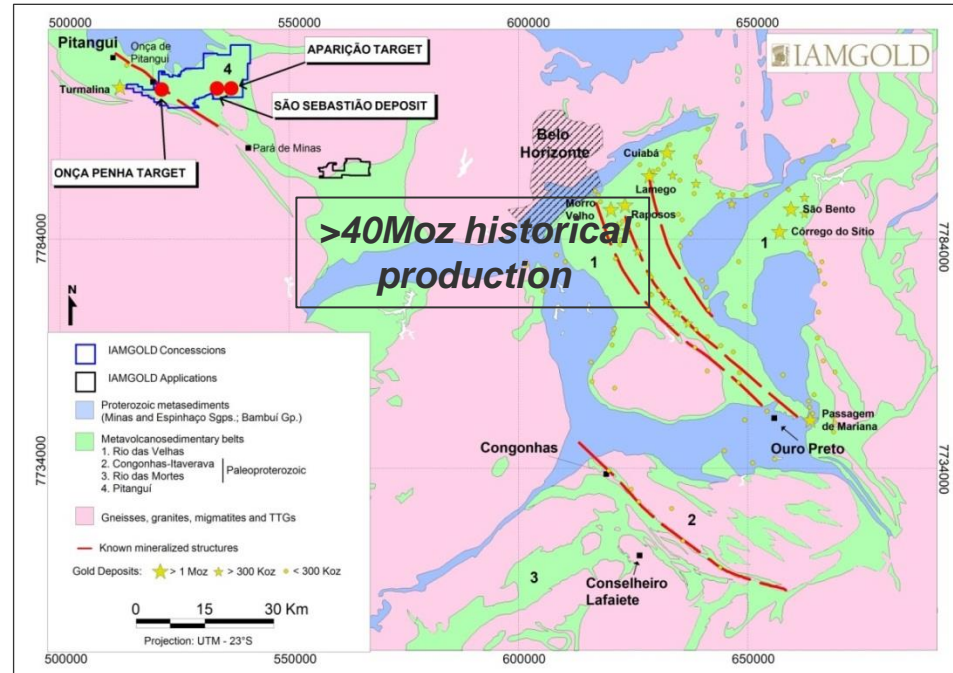 500000 550000 600000 650000
Pitangui
Onça de
Pitangui
Turmalina
4
APARIÇÃO TARGET
SÃO SEBASTIÃO DEPOSIT
ONÇA PENHA TARGET
Pará de Minas
IAMGOLD
Belo
Horizonte
Cuiabá
Lamego
Morro
Velho
Raposos
São Bento
Córrego do Sítio
1
1
>40Moz historical
production
7784000
7784000
N
IAMGOLD Concesscions
IAMGOLD Applications
Proterozoic metasediments
(Minas and Espinhaço Sgps.; Bambuí Gp.)
Metavolcanosedimentary belts
1. Rio das Velhas
2. Congonhas-Itaverava
3. Rio das Mortes
4. Pitanguí
Paleoproterozoic
Gneisses, granites, migmatites and TTGs
Known mineralized structures
Gold Deposits: > 1 Moz > 300 Koz < 300 Koz
0 15 30 Km
Projection: UTM - 23°S
Passagem
de Mariana
Ouro Preto
Congonhas
7734000
7734000
2
3
Conselheiro
Lafaiete
500000 550000 600000 650000